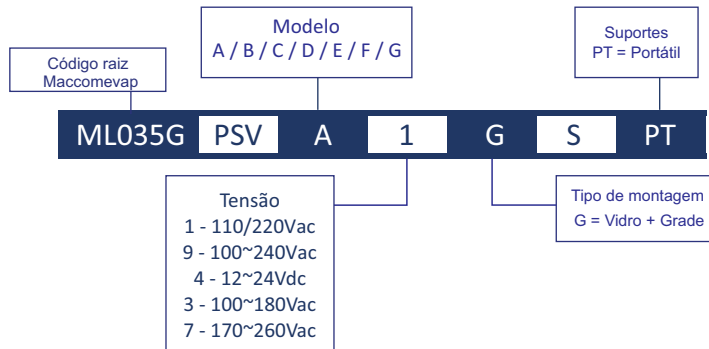 Modelo
A / B / C / D / E / F / G
Suportes
PT = Portátil
Código raiz
Maccomevap
ML035G PSV A 1 G S PT
Tensão
1 - 110/220Vac
9 - 100~240Vac
4 - 12~24Vdc
3 - 100~180Vac
7 - 170~260Vac
Tipo de montagem
G = Vidro + Grade